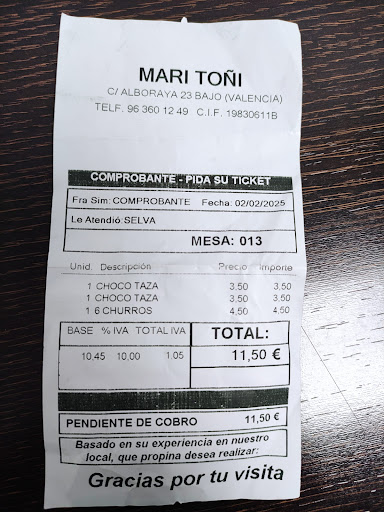 MARI TOÑI
C/ ALBORAYA 23 BAJO (VALENCIA)
TELF. 96 360 12 49 C.I.F. 19830611B
COMPROBANTE - PIDA SU TICKET
Fra Sim: COMPROBANTE Fecha: 02/02/2025
Le Atendió: SELVA
MESA: 013
Unid. Descripción Precio Importe
1 CHOCO TAZA 3,50 3,50
1 CHOCO TAZA 3,50 3,50
1 6 CHURROS 4,50 4,50
BASE % IVA TOTAL IVA TOTAL:
10,45 10,00 1,05 11,50 €
PENDIENTE DE COBRO 11,50 €
Basado en su experiencia en nuestro
local, que propina desea realizar:
Gracias por tu visita